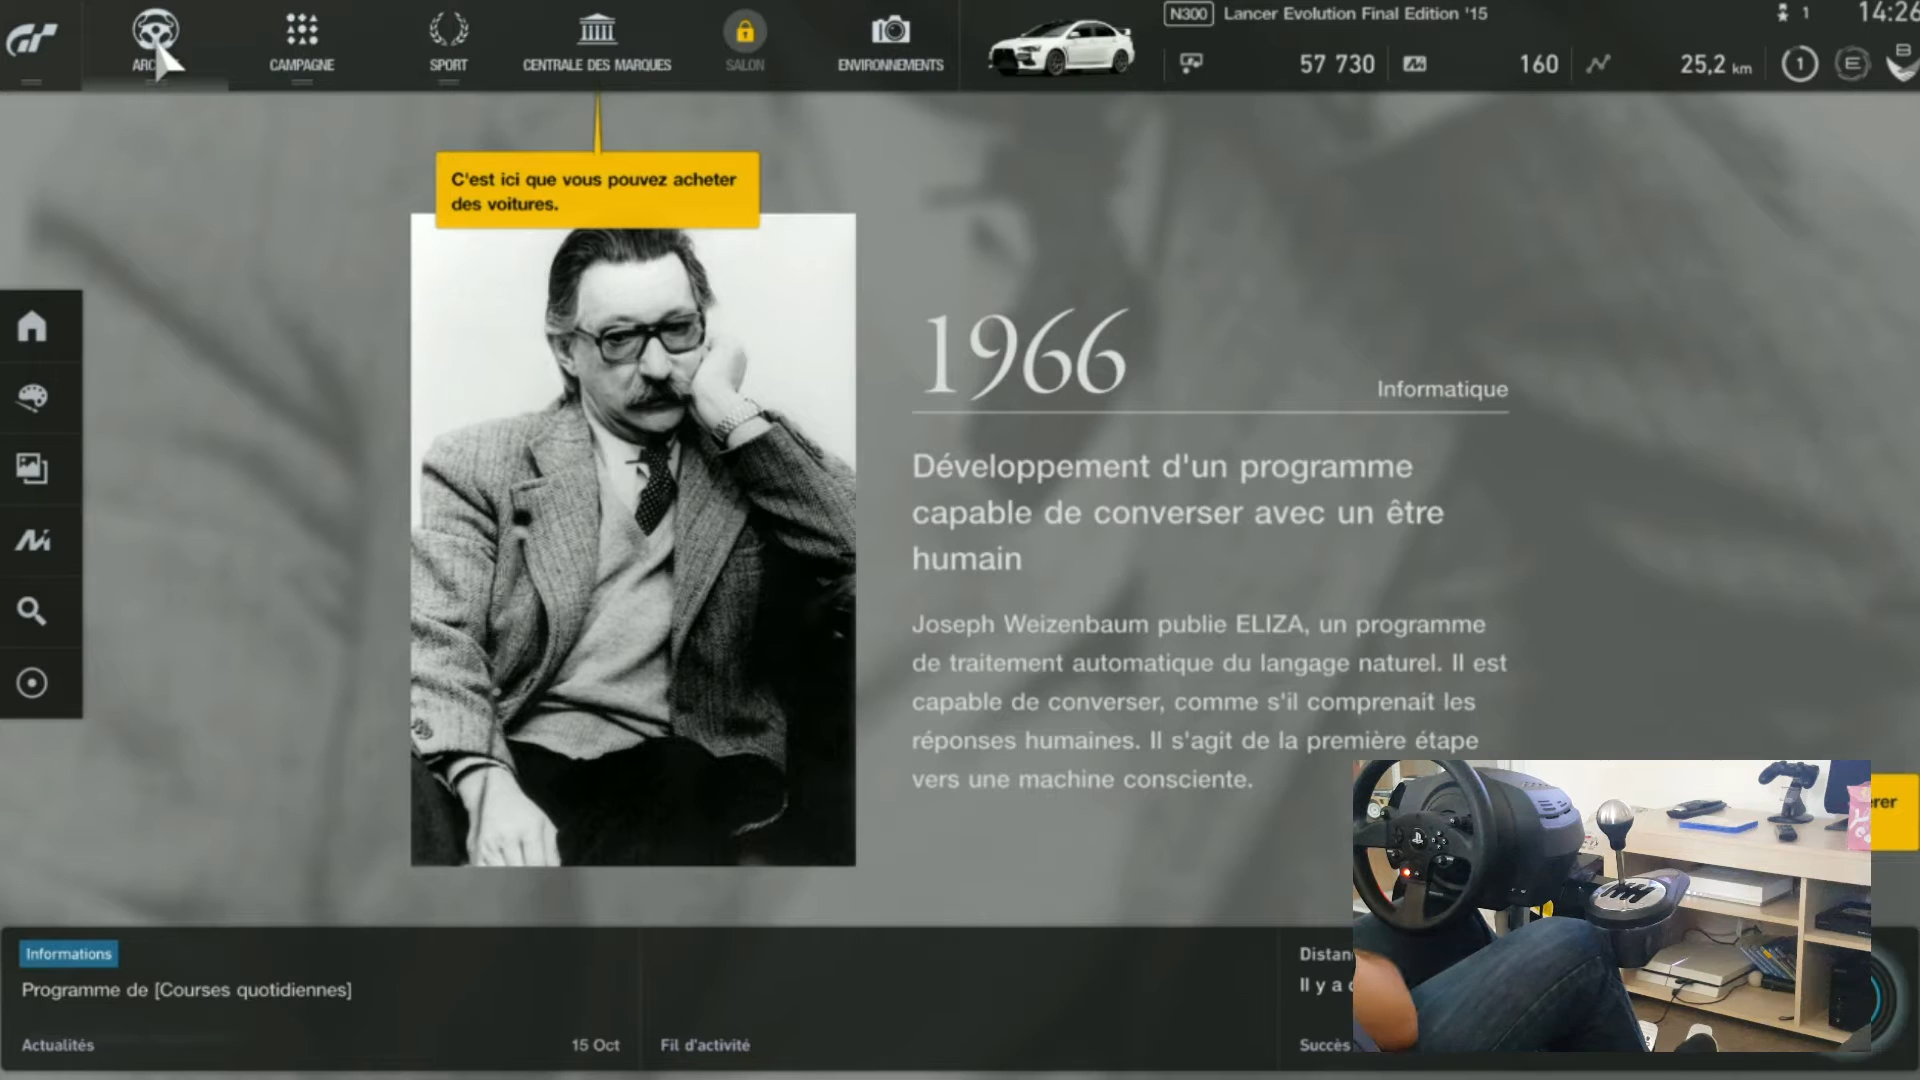 N300 Lancer Evolution Final Edition '15
1
14:26
CAMPAGNE
SPORT
CENTRALE DES MARQUES
SALON
ENVIRONNEMENTS
57 730
160
25,2 km
1
E
B
C'est ici que vous pouvez acheter
des voitures.
1966
Informatique
Développement d'un programme
capable de converser avec un être
humain
Joseph Weizenbaum publie ELIZA, un programme
de traitement automatique du langage naturel. Il est
capable de converser, comme s'il comprenait les
réponses humaines. Il s'agit de la première étape
vers une machine consciente.
Informations
Programme de [Courses quotidiennes]
Actualités
15 Oct
Fil d'activité
Il y a
Succès